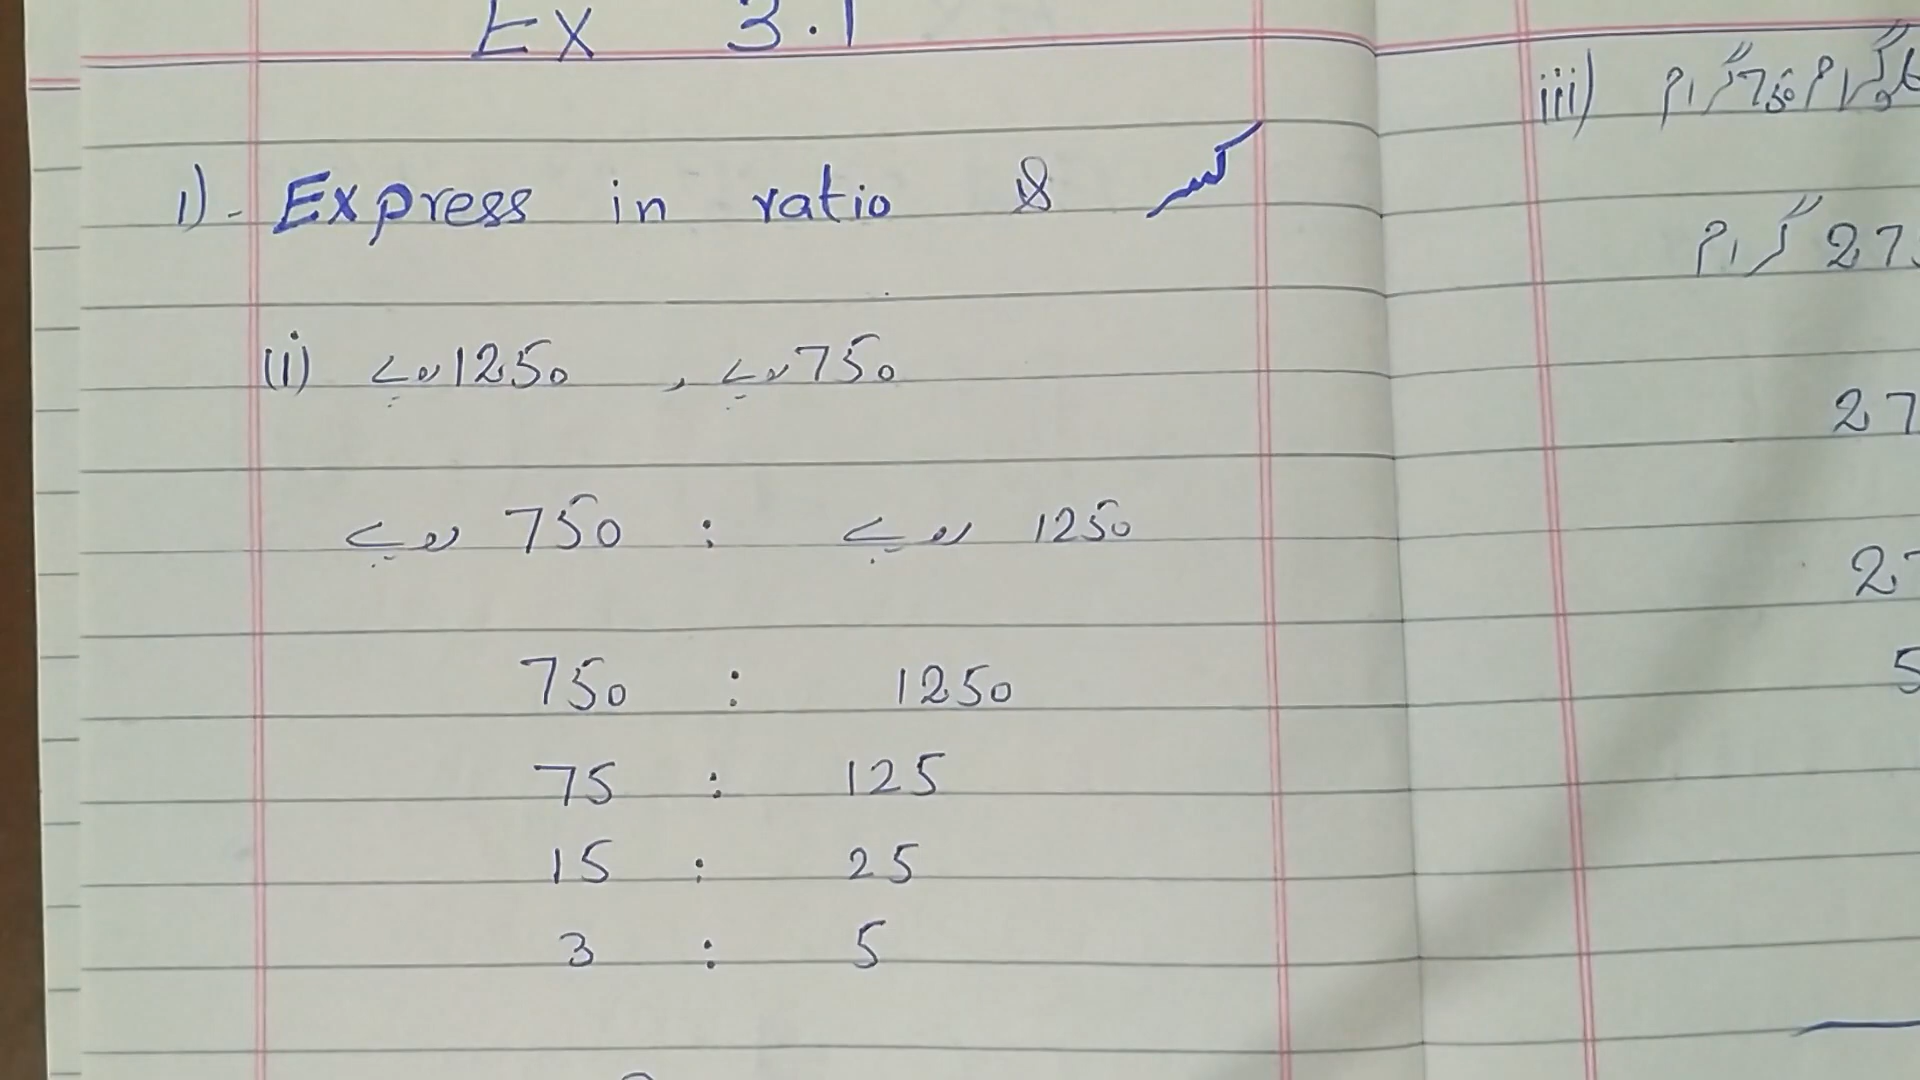 Ex 3.1
1)- Express in ratio & کسر
(i) روپے 1250 , روپے 750
روپے 750 : روپے 1250
750 : 1250
75 : 125
15 : 25
3 : 5
iii) 750 گرام
27 گرام
27
2
5